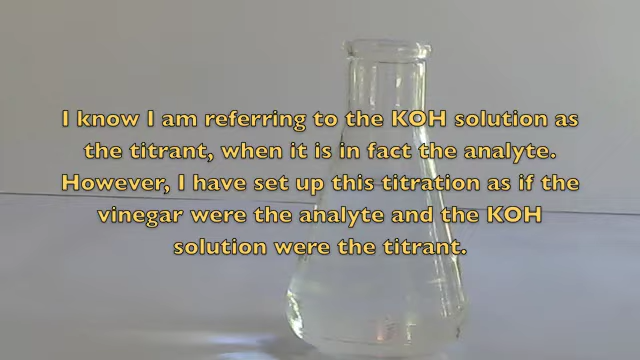 I know I am referring to the KOH solution as
the titrant, when it is in fact the analyte.
However, I have set up this titration as if the
vinegar were the analyte and the KOH
solution were the titrant.